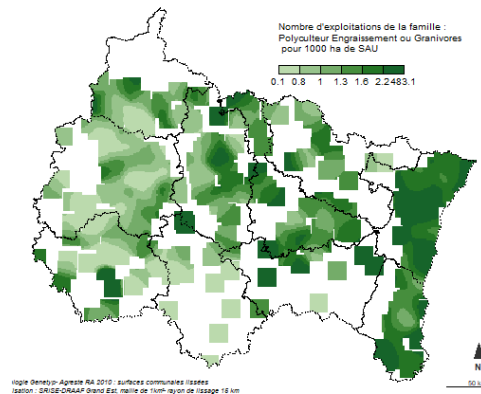 Nombre d'exploitations de la famille :
Polyculteur Engraissement ou Granivores
pour 1000 ha de SAU
0.1 0.8 1 1.3 1.6 2.2483.1
N
50 k
logie Genetyp- Agreste RA 2010 : surfaces communales lissées
isation : SRISE-DRAAF Grand Est, maille de 1km² rayon de lissage 15 km